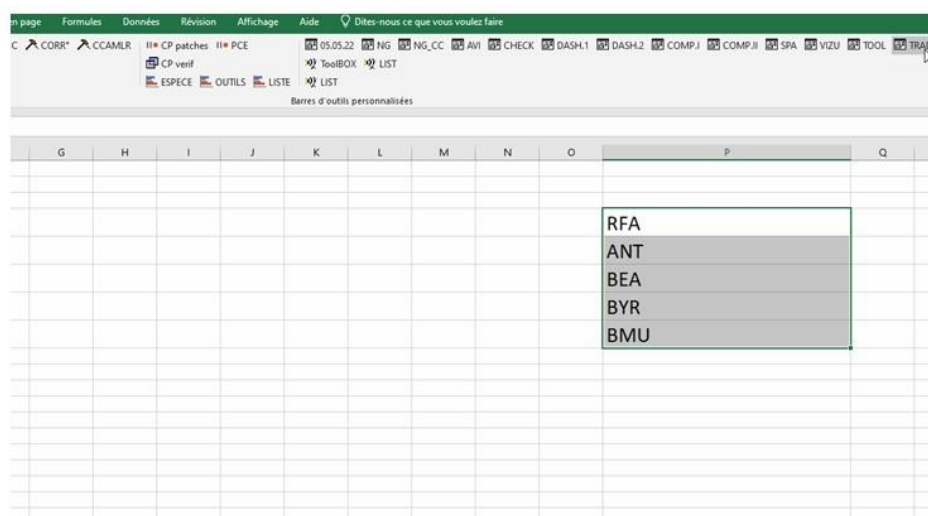 en page Formules Données Révision Affichage Aide Dites-nous ce que vous voulez faire
C CORR* CCAMLR CP patches PCE 05.05.22 NG NG_CC AVI CHECK DASH.1 DASH.2 COMP.I COMP.II SPA VIZU TOOL TRA
CP verif ToolBOX LIST
ESPECE OUTILS LISTE LIST
Barres d'outils personnalisées
G H I J K L M N O P Q
RFA
ANT
BEA
BYR
BMU